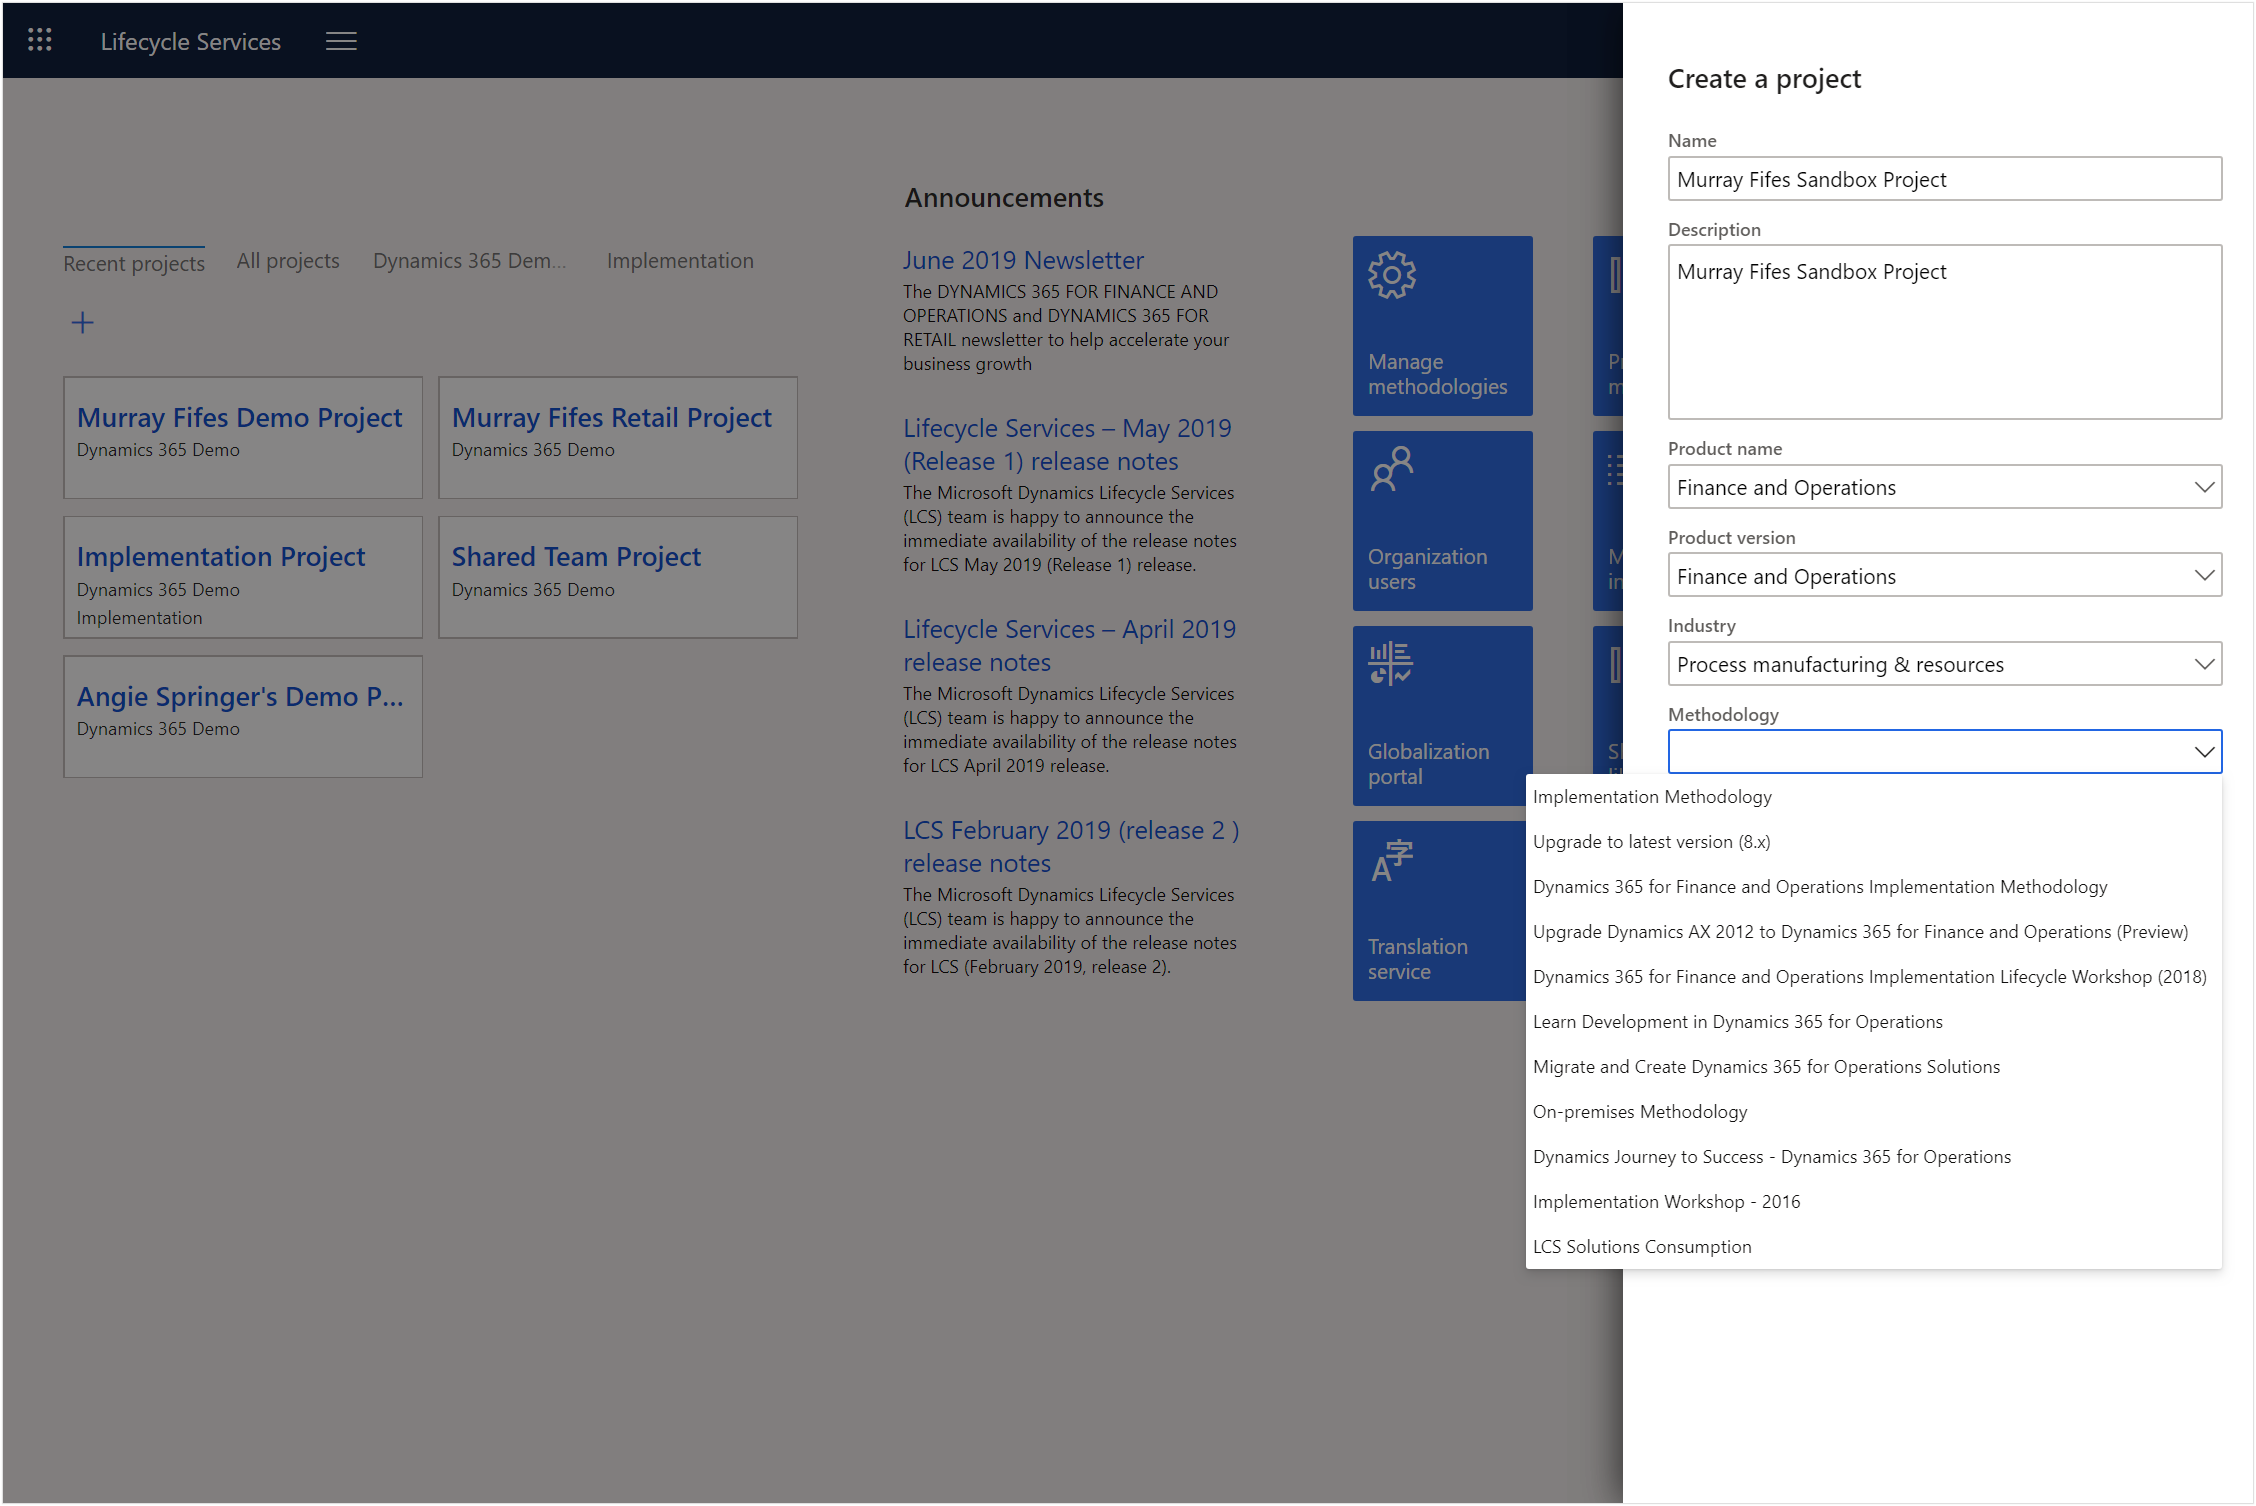 Lifecycle Services
Recent projects
All projects
Dynamics 365 Dem...
Implementation
Murray Fifes Demo Project
Dynamics 365 Demo
Murray Fifes Retail Project
Dynamics 365 Demo
Implementation Project
Dynamics 365 Demo
Implementation
Shared Team Project
Dynamics 365 Demo
Angie Springer's Demo P...
Dynamics 365 Demo
Announcements
June 2019 Newsletter
The DYNAMICS 365 FOR FINANCE AND
OPERATIONS and DYNAMICS 365 FOR
RETAIL newsletter to help accelerate your
business growth
Lifecycle Services – May 2019
(Release 1) release notes
The Microsoft Dynamics Lifecycle Services
(LCS) team is happy to announce the
immediate availability of the release notes
for LCS May 2019 (Release 1) release.
Lifecycle Services – April 2019
release notes
The Microsoft Dynamics Lifecycle Services
(LCS) team is happy to announce the
immediate availability of the release notes
for LCS April 2019 release.
LCS February 2019 (release 2 )
release notes
The Microsoft Dynamics Lifecycle Services
(LCS) team is happy to announce the
immediate availability of the release notes
for LCS (February 2019, release 2).
Manage
methodologies
Organization
users
Globalization
portal
A字
Translation
service
Create a project
Name
Murray Fifes Sandbox Project
Description
Murray Fifes Sandbox Project
Product name
Finance and Operations
Product version
Finance and Operations
Industry
Process manufacturing & resources
Methodology
Implementation Methodology
Upgrade to latest version (8.x)
Dynamics 365 for Finance and Operations Implementation Methodology
Upgrade Dynamics AX 2012 to Dynamics 365 for Finance and Operations (Preview)
Dynamics 365 for Finance and Operations Implementation Lifecycle Workshop (2018)
Learn Development in Dynamics 365 for Operations
Migrate and Create Dynamics 365 for Operations Solutions
On-premises Methodology
Dynamics Journey to Success - Dynamics 365 for Operations
Implementation Workshop - 2016
LCS Solutions Consumption